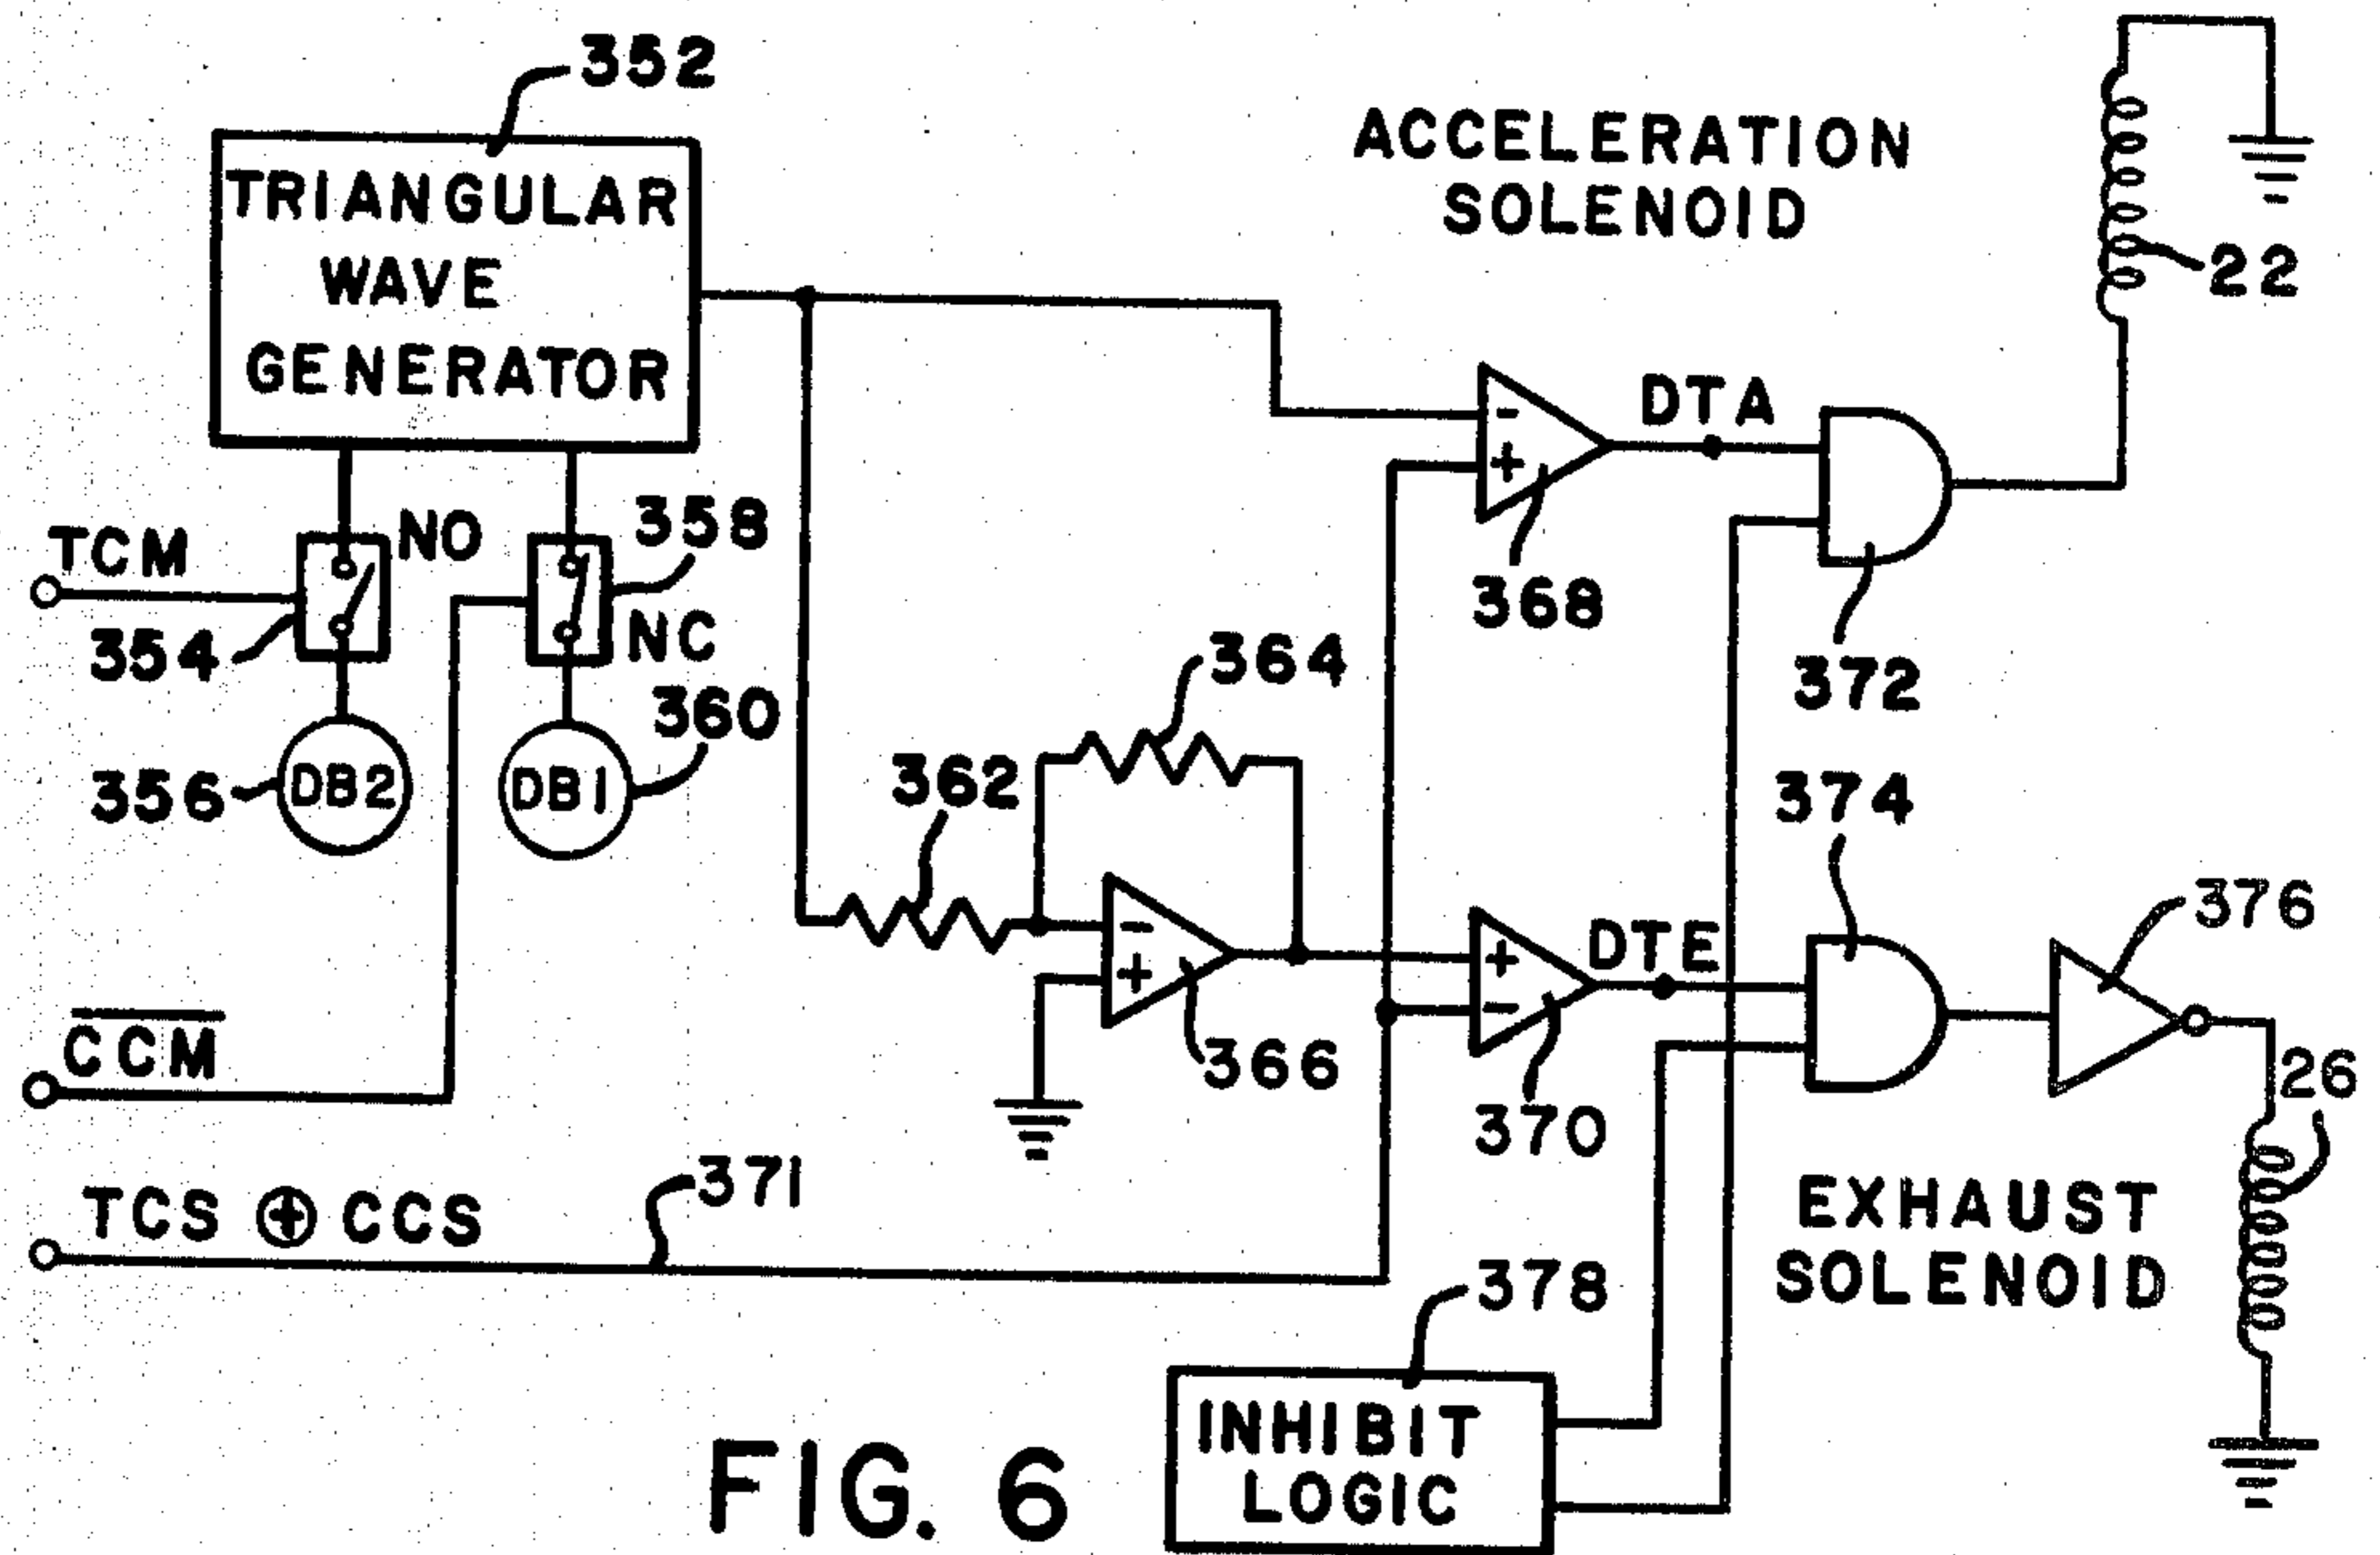 352
TRIANGULAR
WAVE
GENERATOR
ACCELERATION
SOLENOID
22
TCM
NO
358
354
NC
356
DB2
DB1
360
362
364
-
+
366
-
+
368
DTA
372
374
376
+
-
370
DTE
26
EXHAUST
SOLENOID
C̅C̅M̅
TCS ⊕ CCS
371
378
INHIBIT
LOGIC
FIG. 6